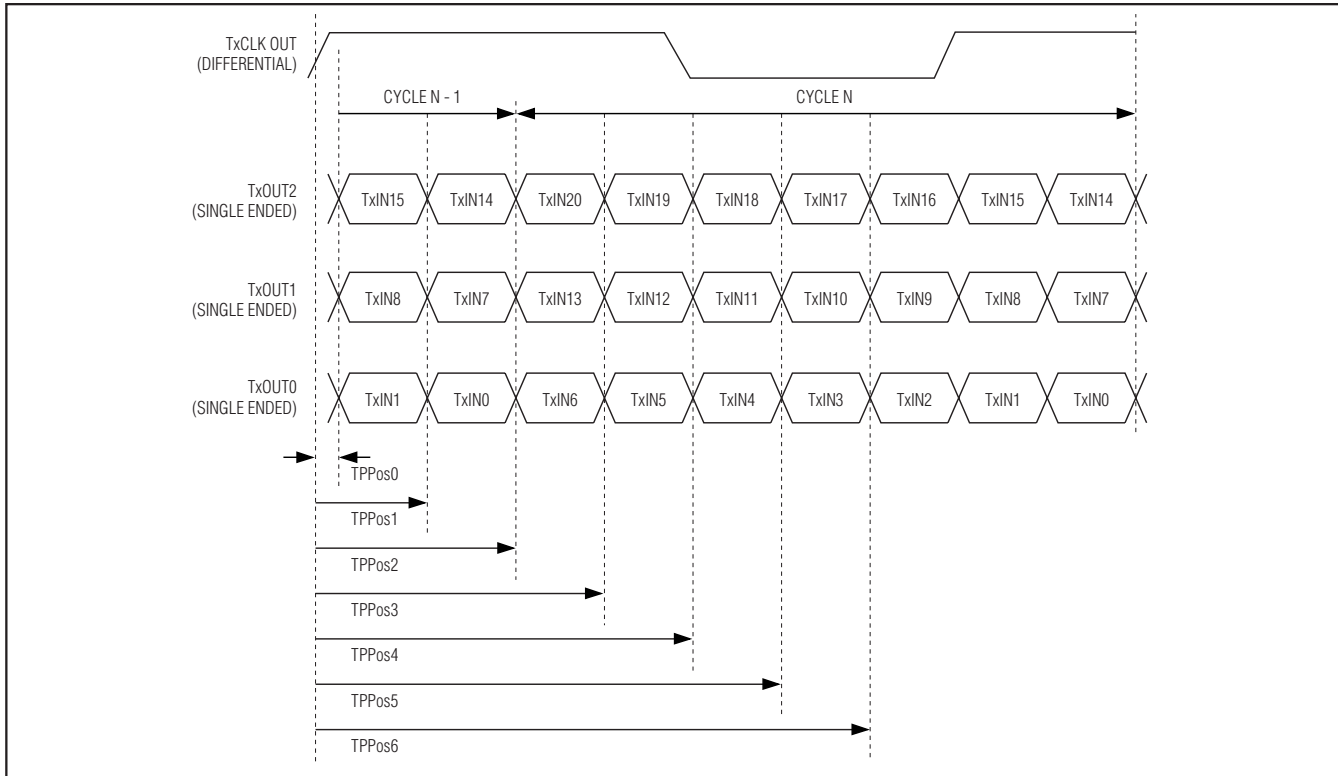 TxCLK OUT
(DIFFERENTIAL)
CYCLE N - 1 CYCLE N
TxOUT2
(SINGLE ENDED)
TxIN15 TxIN14 TxIN20 TxIN19 TxIN18 TxIN17 TxIN16 TxIN15 TxIN14
TxOUT1
(SINGLE ENDED)
TxIN8 TxIN7 TxIN13 TxIN12 TxIN11 TxIN10 TxIN9 TxIN8 TxIN7
TxOUT0
(SINGLE ENDED)
TxIN1 TxIN0 TxIN6 TxIN5 TxIN4 TxIN3 TxIN2 TxIN1 TxIN0
TPPos0
TPPos1
TPPos2
TPPos3
TPPos4
TPPos5
TPPos6